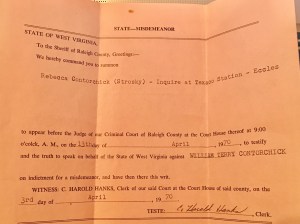 STATE—MISDEMEANOR
STATE OF WEST VIRGINIA,
To the Sheriff of Raleigh County, Greeting:—
We hereby command you to summon
Rebecca Contorchick (Strosky) - Inquire at Texaco Station - Eccles
to appear before the Judge of our Criminal Court of Raleigh County at the Court House thereof at 9:00
o'colck, A. M., on the 13th day of April 1970, to testify
and the truth to speak on behalf of the State of West Virginia against WILLIAM DENNY CONTORCHICK
on indictment for a misdemeanor, and have then there this writ.
WITNESS: C. HAROLD HANKS, Clerk of our said Court at the Court House of said county, on the
3rd day of April, 1970
TESTE: C. Harold Hanks, Clerk.